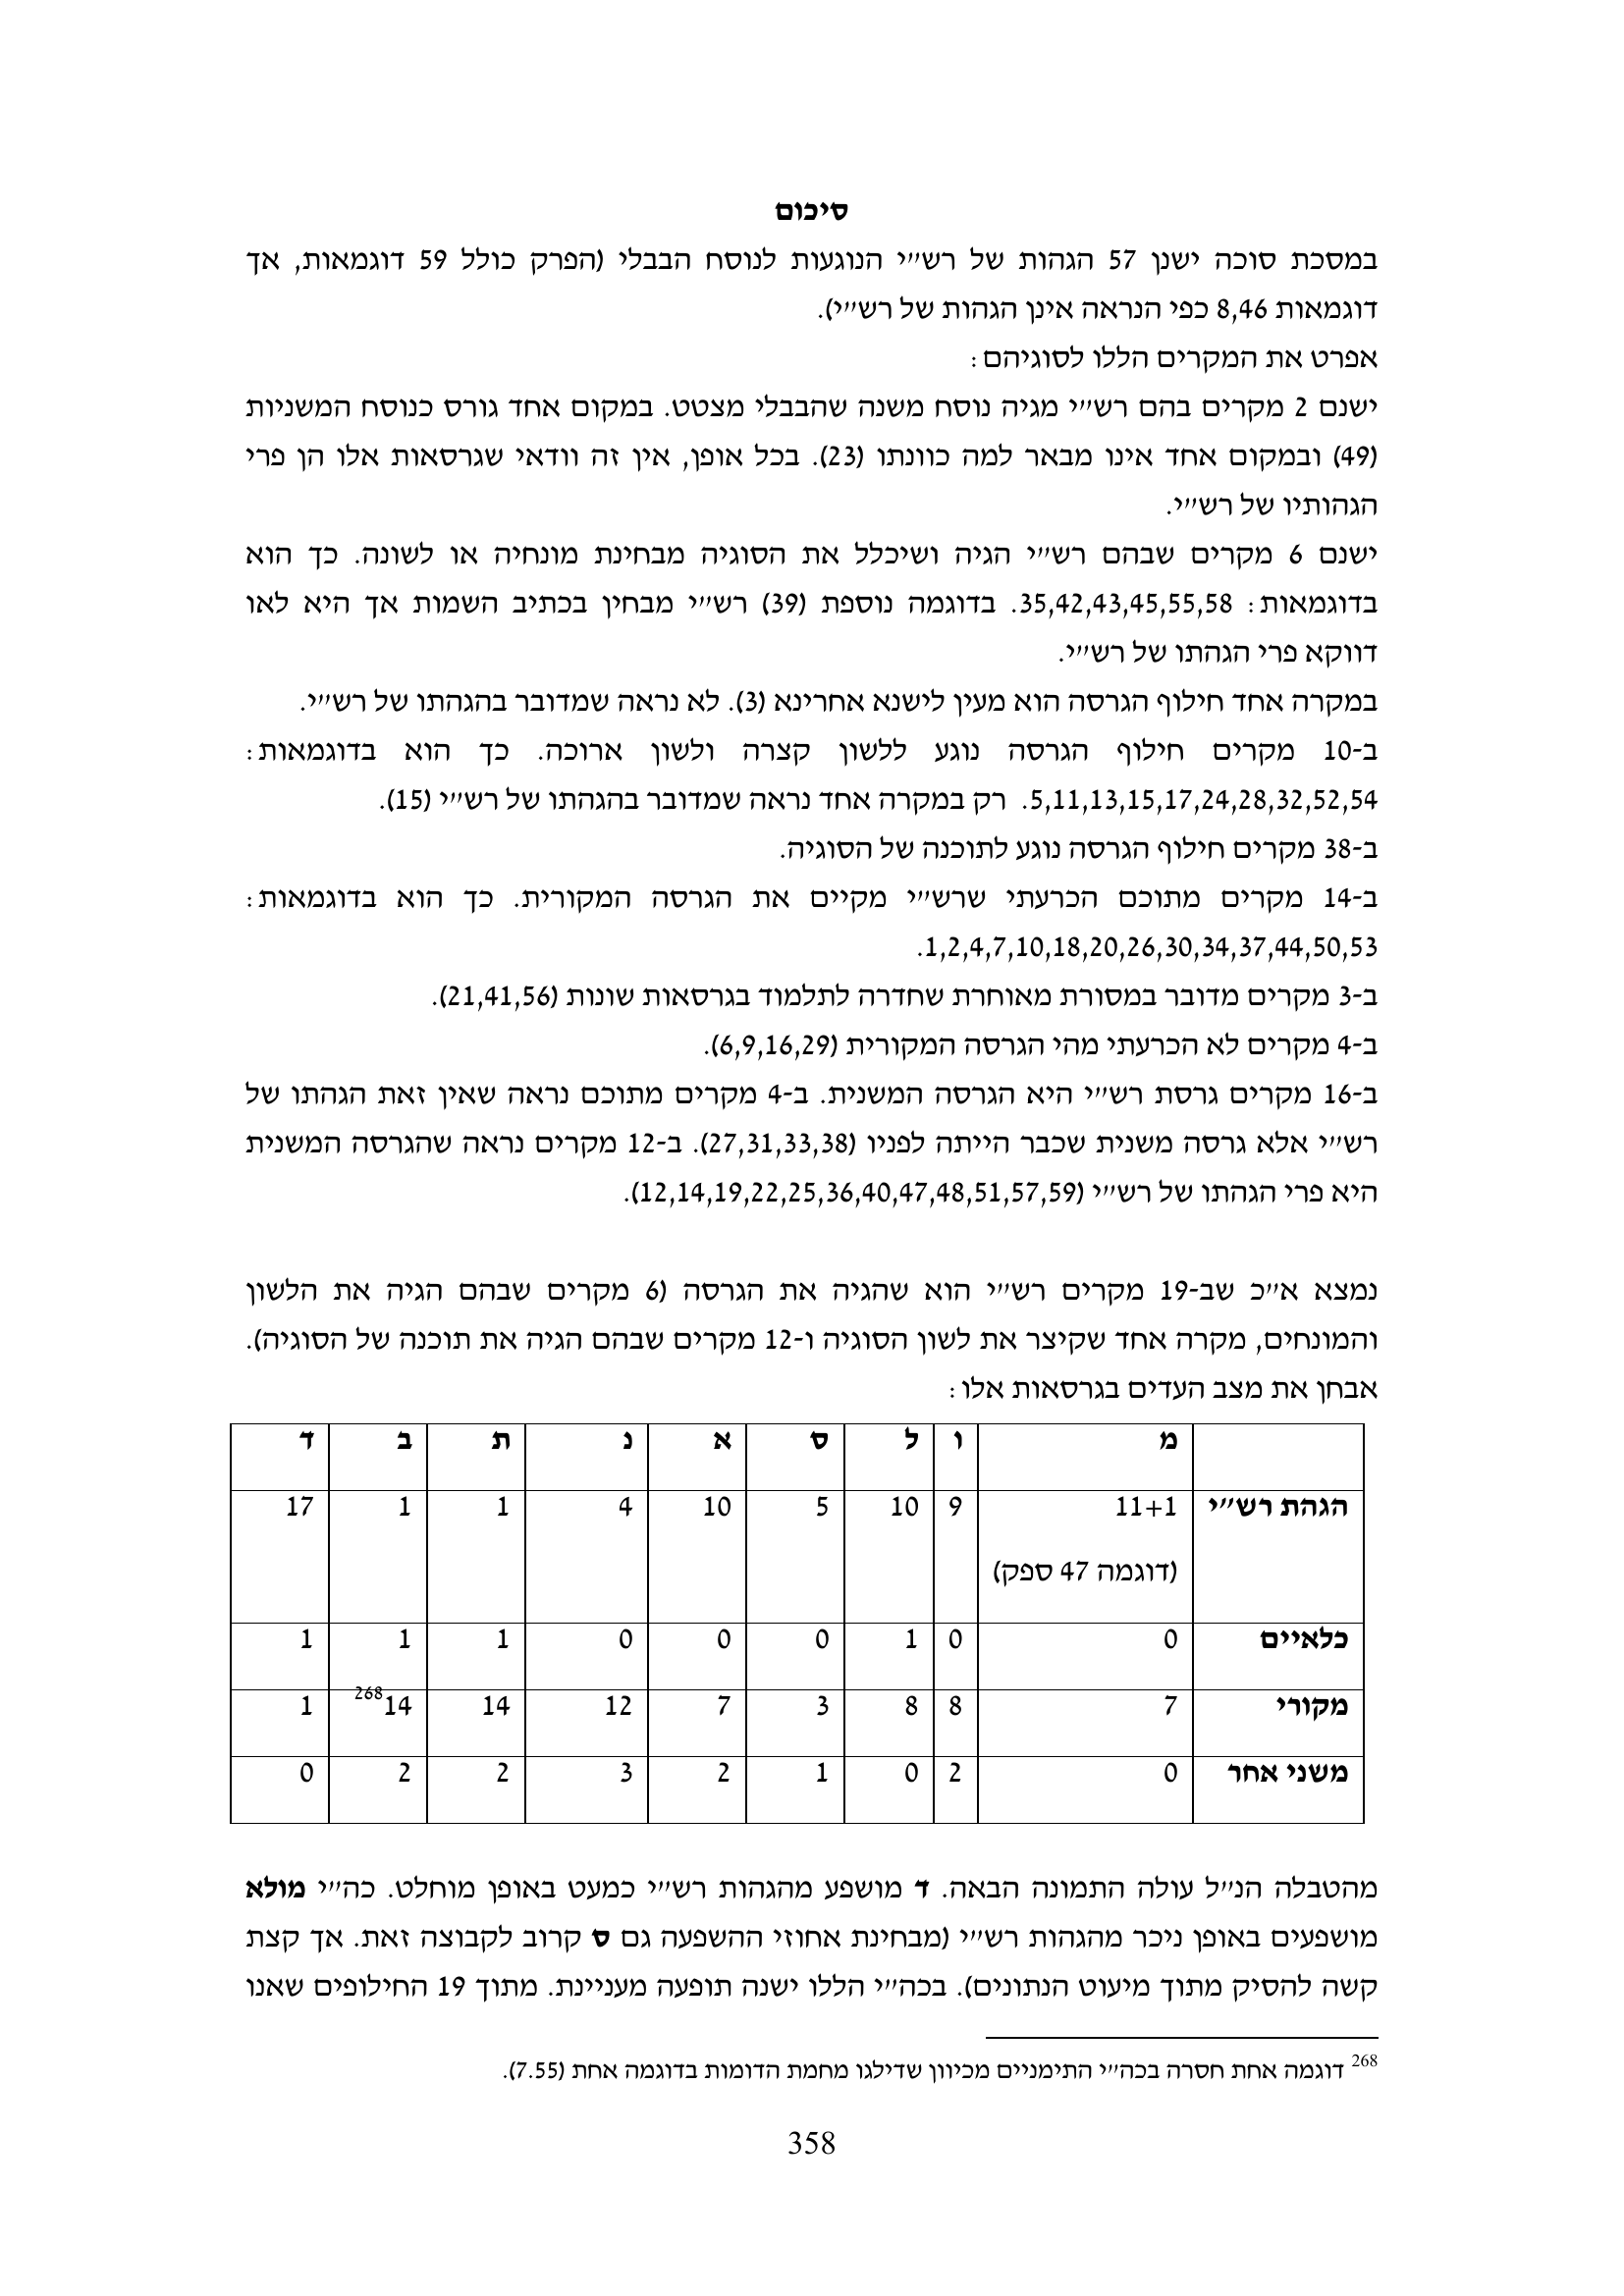 סיכום
במסכת סוכה ישנן 57 הגהות של רש״י הנוגעות לנוסח הבבלי (הפרק כולל 59 דוגמאות, אך
דוגמאות 8,46 כפי הנראה אינן הגהות של רש״י).
אפרט את המקרים הללו לסוגיהם:
ישנם 2 מקרים בהם רש״י מגיה נוסח משנה שהבבלי מצטט. במקום אחד גורס כנוסח המשניות
(49) ובמקום אחד אינו מבאר למה כוונתו (23). בכל אופן, אין זה וודאי שגרסאות אלו הן פרי
הגהותיו של רש״י.
ישנם 6 מקרים שבהם רש״י הגיה ושיכלל את הסוגיה מבחינת מונחיה או לשונה. כך הוא
בדוגמאות: 35,42,43,45,55,58. בדוגמה נוספת (39) רש״י מבחין בכתיב השמות אך היא לאו
דווקא פרי הגהתו של רש״י.
במקרה אחד חילוף הגרסה הוא מעין לישנא אחרינא (3). לא נראה שמדובר בהגהתו של רש״י.
ב-10 מקרים חילוף הגרסה נוגע ללשון קצרה ולשון ארוכה. כך הוא בדוגמאות:
5,11,13,15,17,24,28,32,52,54. רק במקרה אחד נראה שמדובר בהגהתו של רש״י (15).
ב-38 מקרים חילוף הגרסה נוגע לתוכנה של הסוגיה.
ב-14 מקרים מתוכם הכרעתי שרש״י מקיים את הגרסה המקורית. כך הוא בדוגמאות:
1,2,4,7,10,18,20,26,30,34,37,44,50,53.
ב-3 מקרים מדובר במסורת מאוחרת שחדרה לתלמוד בגרסאות שונות (21,41,56).
ב-4 מקרים לא הכרעתי מהי הגרסה המקורית (6,9,16,29).
ב-16 מקרים גרסת רש״י היא הגרסה המשנית. ב-4 מקרים מתוכם נראה שאין זאת הגהתו של
רש״י אלא גרסה משנית שכבר הייתה לפניו (27,31,33,38). ב-12 מקרים נראה שהגרסה המשנית
היא פרי הגהתו של רש״י (12,14,19,22,25,36,40,47,48,51,57,59).
נמצא א״כ שב-19 מקרים רש״י הוא שהגיה את הגרסה (6 מקרים שבהם הגיה את הלשון
והמונחים, מקרה אחד שקיצר את לשון הסוגיה ו-12 מקרים שבהם הגיה את תוכנה של הסוגיה).
אבחן את מצב העדים בגרסאות אלו:
מ ו ל ס א נ ת ב ד
הגהת רש״י 11+1 9 10 5 10 4 1 1 17
(דוגמה 47 ספק)
כלאיים 0 0 1 0 0 0 1 1 1
מקורי 7 8 8 3 7 12 14 14268 1
משני אחר 0 2 0 1 2 3 2 2 0
מהטבלה הנ״ל עולה התמונה הבאה. ד מושפע מהגהות רש״י כמעט באופן מוחלט. כה״י מולא
מושפעים באופן ניכר מהגהות רש״י (מבחינת אחוזי ההשפעה גם ס קרוב לקבוצה זאת. אך קצת
קשה להסיק מתוך מיעוט הנתונים). בכה״י הללו ישנה תופעה מעניינת. מתוך 19 החילופים שאנו
268 דוגמה אחת חסרה בכה״י התימניים מכיוון שדילגו מחמת הדומות בדוגמה אחת (7.55).
358